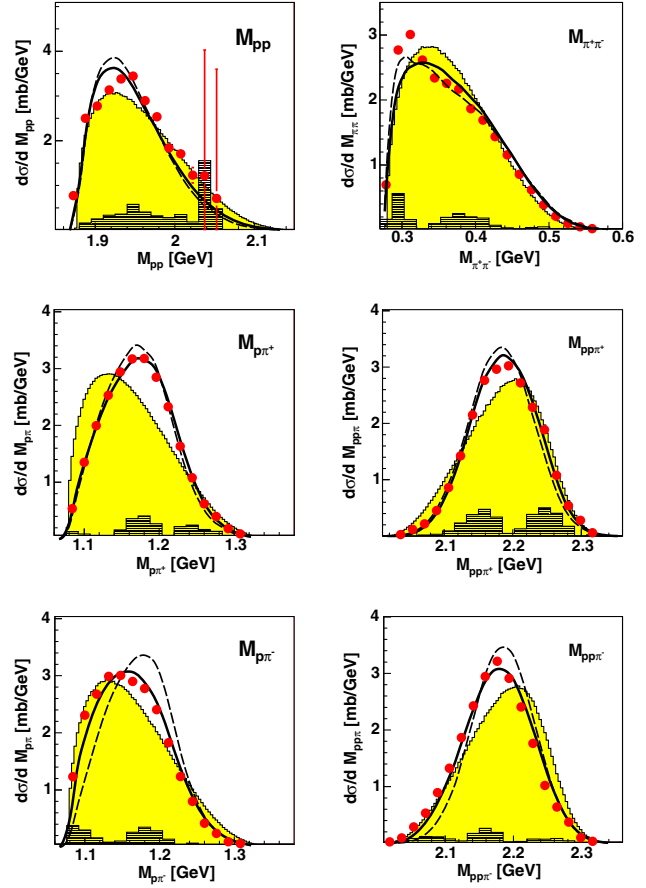 dσ/d M_pp [mb/GeV]
4
2
M_pp
1.9 2 2.1
M_pp [GeV]
dσ/d M_ππ [mb/GeV]
3
2
1
M_π⁺π⁻
0.3 0.4 0.5 0.6
M_π⁺π⁻ [GeV]
dσ/d M_pπ [mb/GeV]
4
3
2
1
M_pπ⁺
1.1 1.2 1.3
M_pπ⁺ [GeV]
dσ/d M_ppπ [mb/GeV]
4
3
2
1
M_ppπ⁺
2.1 2.2 2.3
M_ppπ⁺ [GeV]
dσ/d M_pπ [mb/GeV]
4
3
2
1
M_pπ⁻
1.1 1.2 1.3
M_pπ⁻ [GeV]
dσ/d M_ppπ [mb/GeV]
4
3
2
1
M_ppπ⁻
2.1 2.2 2.3
M_ppπ⁻ [GeV]